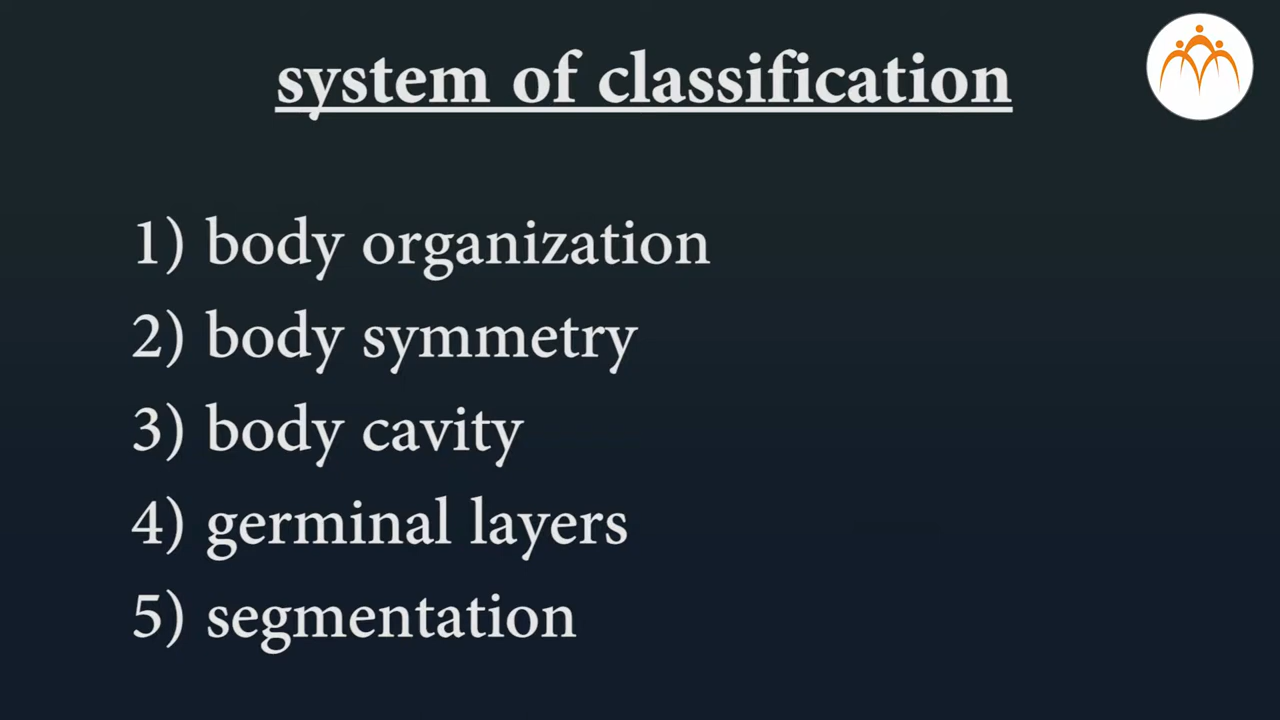 system of classification
1) body organization
2) body symmetry
3) body cavity
4) germinal layers
5) segmentation